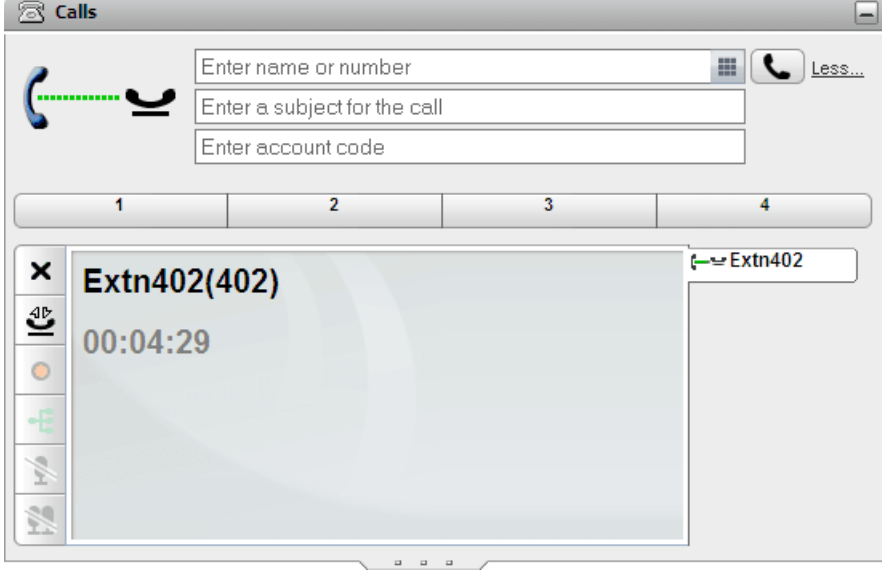 Calls
Enter name or number
Less...
Enter a subject for the call
Enter account code
1 2 3 4
Extn402(402)
Extn402
00:04:29